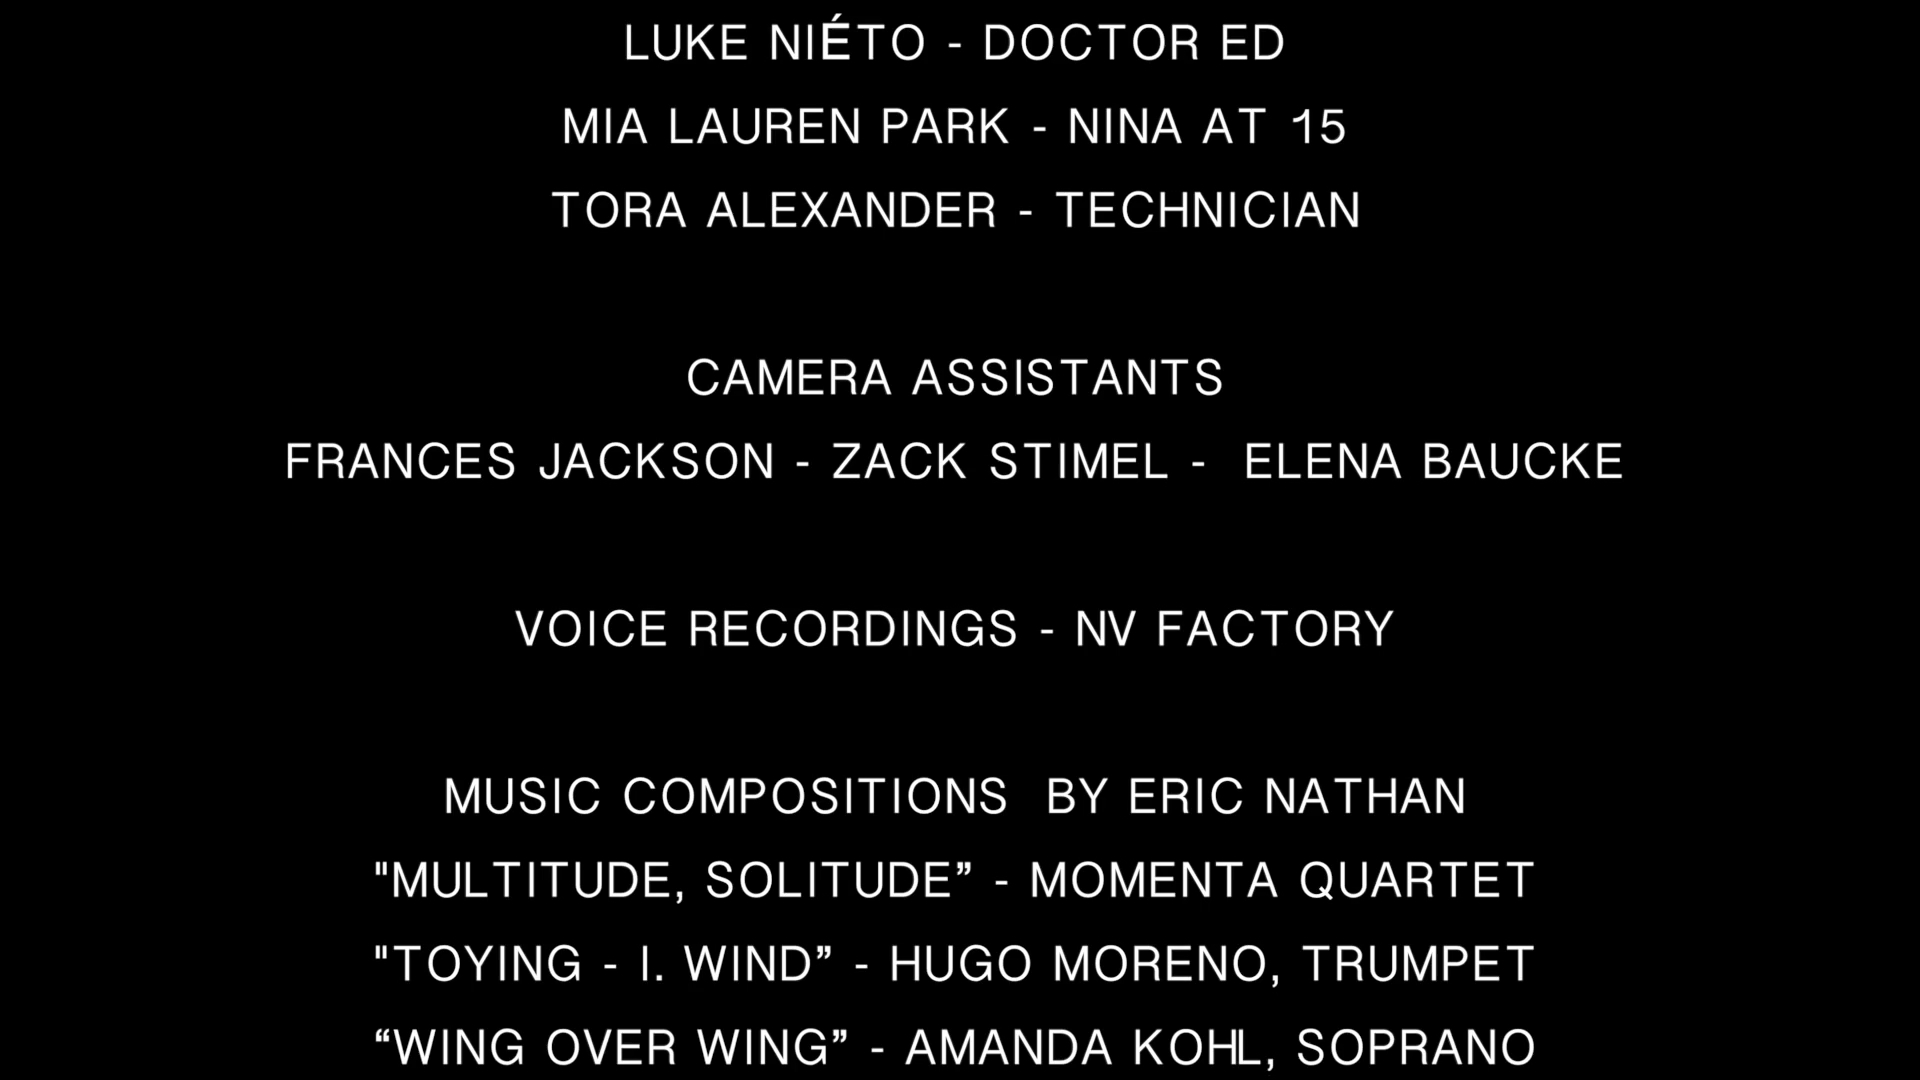 LUKE NIÉTO - DOCTOR ED
MIA LAUREN PARK - NINA AT 15
TORA ALEXANDER - TECHNICIAN
CAMERA ASSISTANTS
FRANCES JACKSON - ZACK STIMEL -  ELENA BAUCKE
VOICE RECORDINGS - NV FACTORY
MUSIC COMPOSITIONS  BY ERIC NATHAN
"MULTITUDE, SOLITUDE” - MOMENTA QUARTET
"TOYING - I. WIND” - HUGO MORENO, TRUMPET
“WING OVER WING” - AMANDA KOHL, SOPRANO